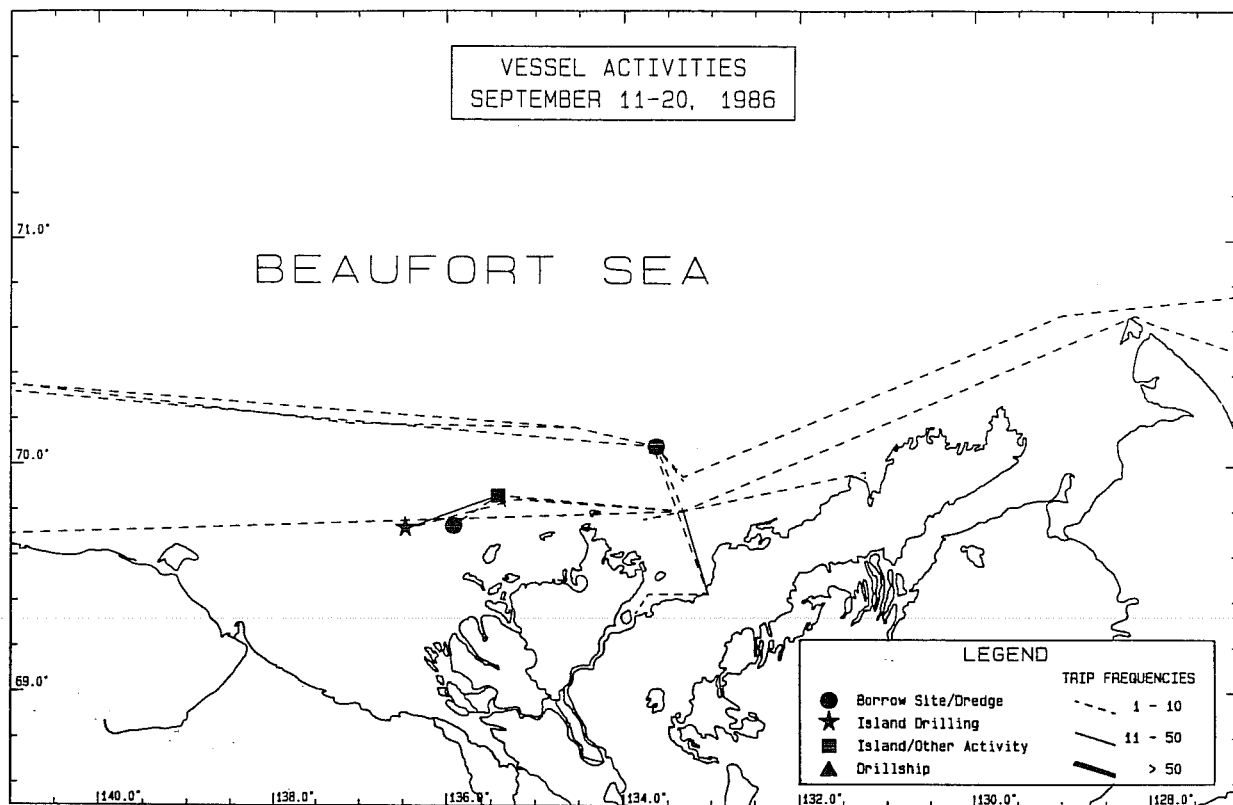 VESSEL ACTIVITIES
SEPTEMBER 11-20, 1986
71.0°
BEAUFORT SEA
70.0°
69.0°
LEGEND
TRIP FREQUENCIES
Borrow Site/Dredge
1 - 10
Island Drilling
11 - 50
Island/Other Activity
> 50
Drillship
140.0° 138.0° 136.0° 134.0° 132.0° 130.0° 128.0°